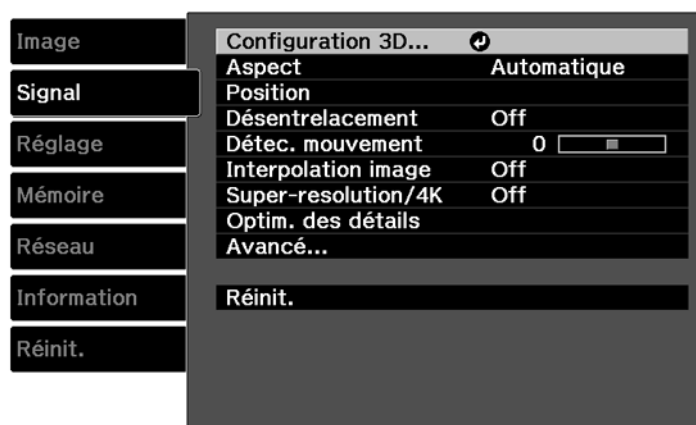 Image
Signal
Réglage
Mémoire
Réseau
Information
Réinit.
Configuration 3D...
Aspect Automatique
Position
Désentrelacement Off
Détec. mouvement 0
Interpolation image Off
Super-resolution/4K Off
Optim. des détails
Avancé...
Réinit.